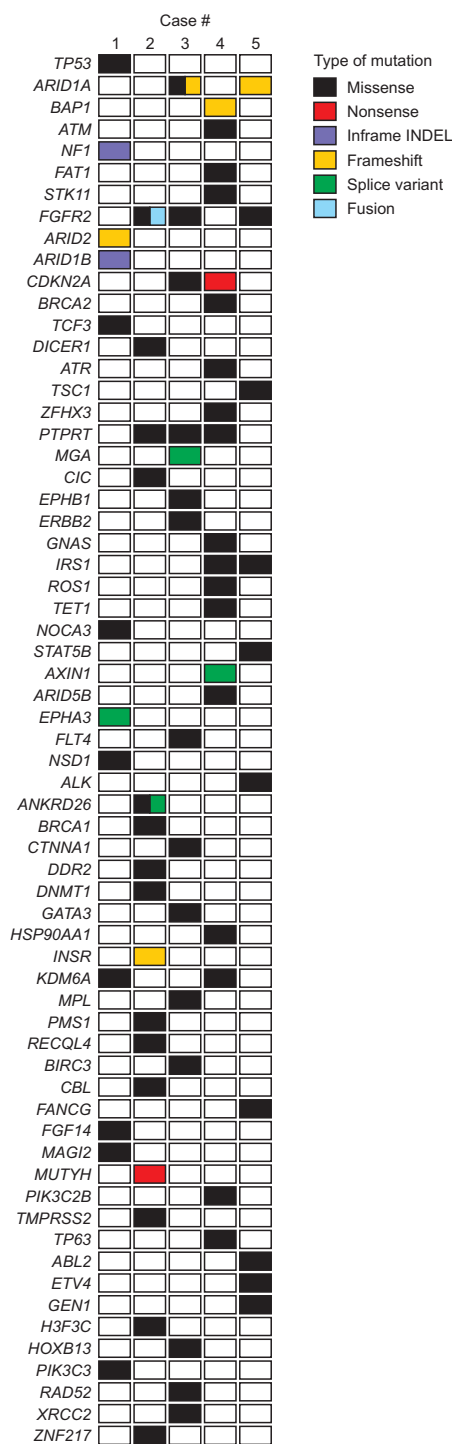 Case #
1 2 3 4 5
TP53
ARID1A
BAP1
ATM
NF1
FAT1
STK11
FGFR2
ARID2
ARID1B
CDKN2A
BRCA2
TCF3
DICER1
ATR
TSC1
ZFHX3
PTPRT
MGA
CIC
EPHB1
ERBB2
GNAS
IRS1
ROS1
TET1
NOCA3
STAT5B
AXIN1
ARID5B
EPHA3
FLT4
NSD1
ALK
ANKRD26
BRCA1
CTNNA1
DDR2
DNMT1
GATA3
HSP90AA1
INSR
KDM6A
MPL
PMS1
RECQL4
BIRC3
CBL
FANCG
FGF14
MAGI2
MUTYH
PIK3C2B
TMPRSS2
TP63
ABL2
ETV4
GEN1
H3F3C
HOXB13
PIK3C3
RAD52
XRCC2
ZNF217
Type of mutation
Missense
Nonsense
Inframe INDEL
Frameshift
Splice variant
Fusion